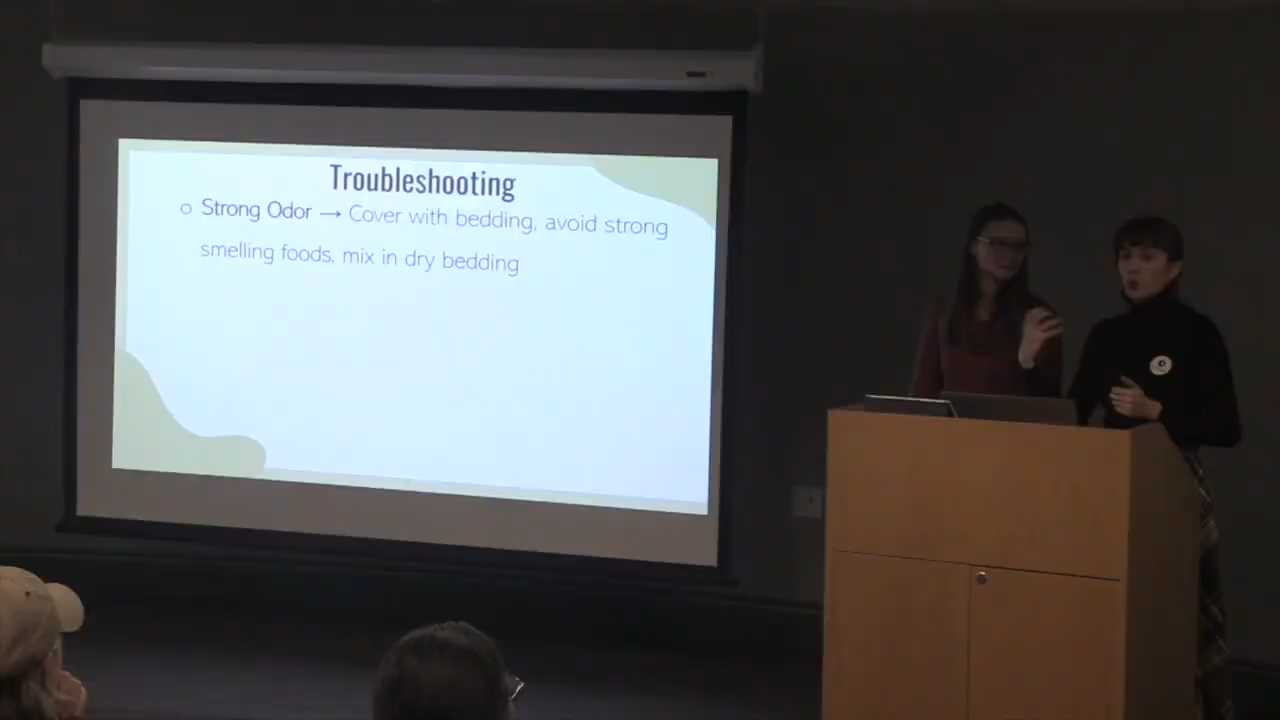 Troubleshooting
○ Strong Odor → Cover with bedding, avoid strong
smelling foods, mix in dry bedding